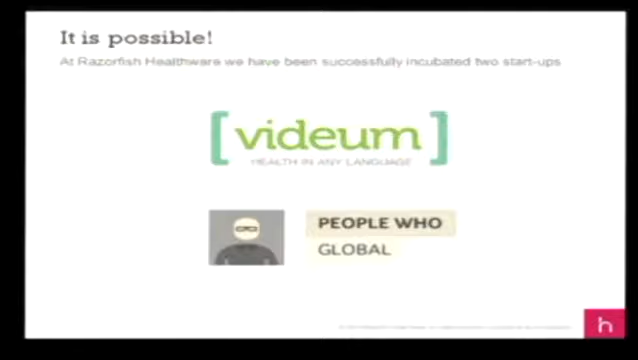 It is possible!
At Razorfish Healthware we have been successfully incubated two start-ups
[ videum ]
HEALTH IN ANY LANGUAGE
PEOPLE WHO
GLOBAL
h